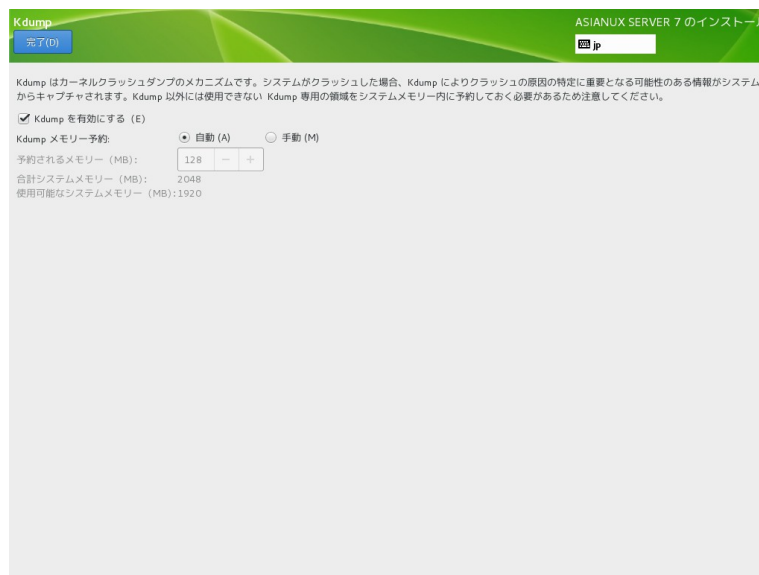 Kdump
ASIANUX SERVER 7 のインストー
完了(D)
jp
Kdump はカーネルクラッシュダンプのメカニズムです。システムがクラッシュした場合、Kdump によりクラッシュの原因の特定に重要となる可能性のある情報がシステム
からキャプチャされます。Kdump 以外には使用できない Kdump 専用の領域をシステムメモリー内に予約しておく必要があるため注意してください。
Kdump を有効にする (E)
Kdump メモリー予約: 自動 (A) 手動 (M)
予約されるメモリー (MB): 128 − +
合計システムメモリー (MB): 2048
使用可能なシステムメモリー (MB):1920